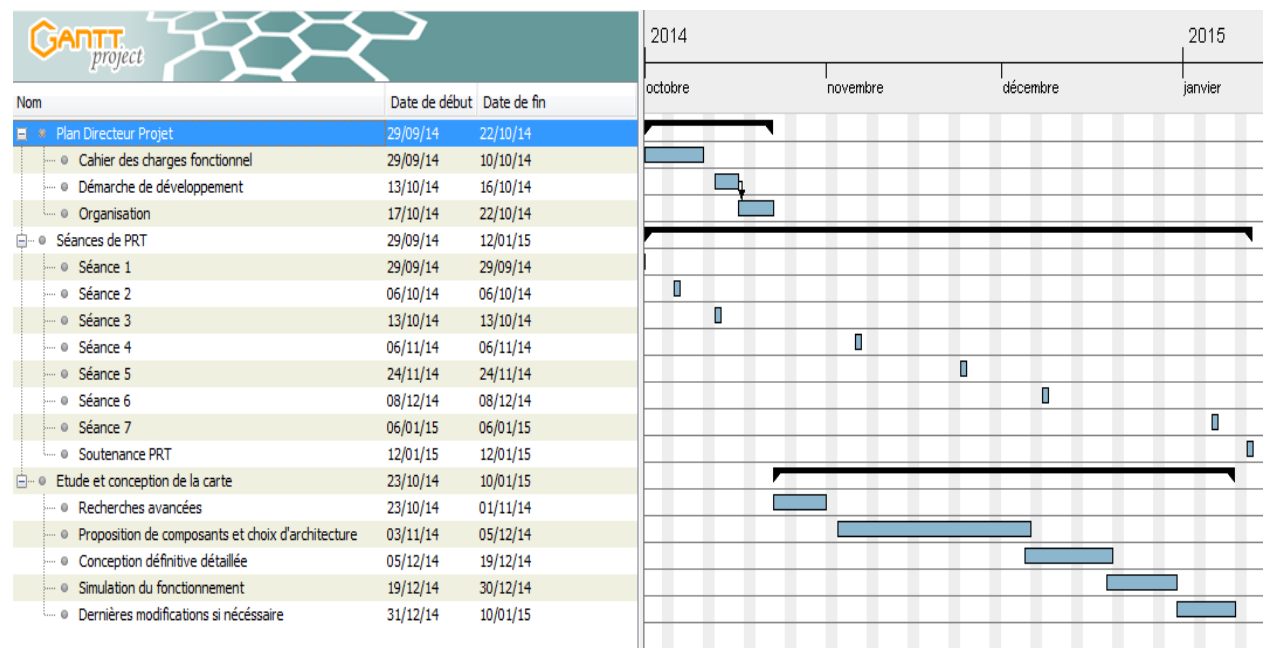 GANTT
project
2014 2015
octobre novembre décembre janvier
Nom Date de début Date de fin
Plan Directeur Projet 29/09/14 22/10/14
Cahier des charges fonctionnel 29/09/14 10/10/14
Démarche de développement 13/10/14 16/10/14
Organisation 17/10/14 22/10/14
Séances de PRT 29/09/14 12/01/15
Séance 1 29/09/14 29/09/14
Séance 2 06/10/14 06/10/14
Séance 3 13/10/14 13/10/14
Séance 4 06/11/14 06/11/14
Séance 5 24/11/14 24/11/14
Séance 6 08/12/14 08/12/14
Séance 7 06/01/15 06/01/15
Soutenance PRT 12/01/15 12/01/15
Etude et conception de la carte 23/10/14 10/01/15
Recherches avancées 23/10/14 01/11/14
Proposition de composants et choix d'architecture 03/11/14 05/12/14
Conception définitive détaillée 05/12/14 19/12/14
Simulation du fonctionnement 19/12/14 30/12/14
Dernières modifications si nécéssaire 31/12/14 10/01/15